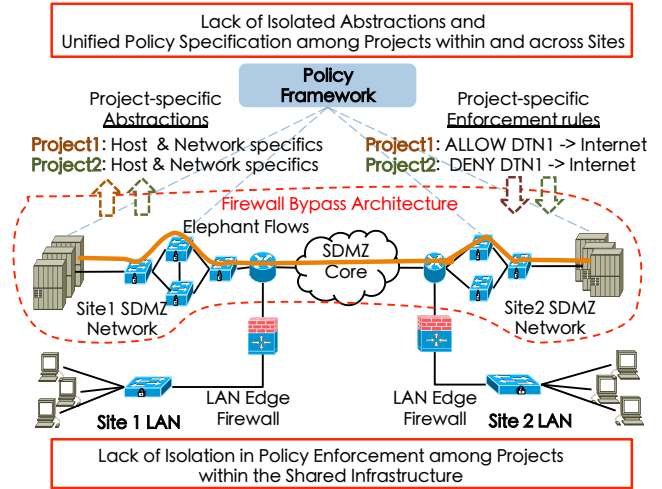 Lack of Isolated Abstractions and
Unified Policy Specification among Projects within and across Sites
Policy
Framework
Project-specific
Abstractions
Project1: Host & Network specifics
Project2: Host & Network specifics
Project-specific
Enforcement rules
Project1: ALLOW DTN1 -> Internet
Project2: DENY DTN1 -> Internet
Firewall Bypass Architecture
Elephant Flows
SDMZ
Core
Site1 SDMZ
Network
Site2 SDMZ
Network
LAN Edge
Firewall
LAN Edge
Firewall
Site 1 LAN
Site 2 LAN
Lack of Isolation in Policy Enforcement among Projects
within the Shared Infrastructure